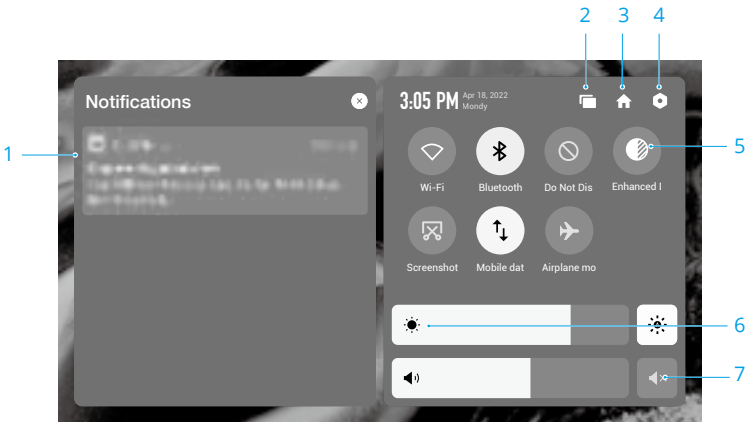 2 3 4
Notifications
3:05 PM Apr 18, 2022
Mondy
1
5
Wi-Fi Bluetooth Do Not Dis Enhanced I
Screenshot Mobile dat Airplane mo
6
7